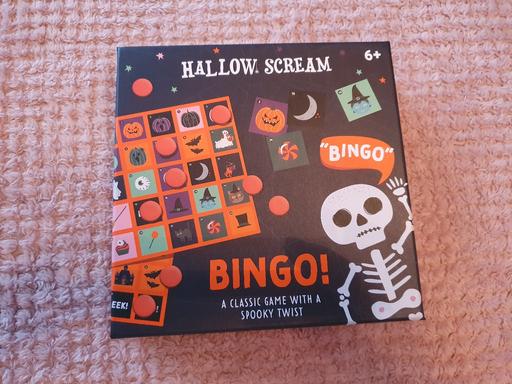 HALLOW. SCREAM
6+
"BINGO"
BINGO!
A CLASSIC GAME WITH A
SPOOKY TWIST
EEK!